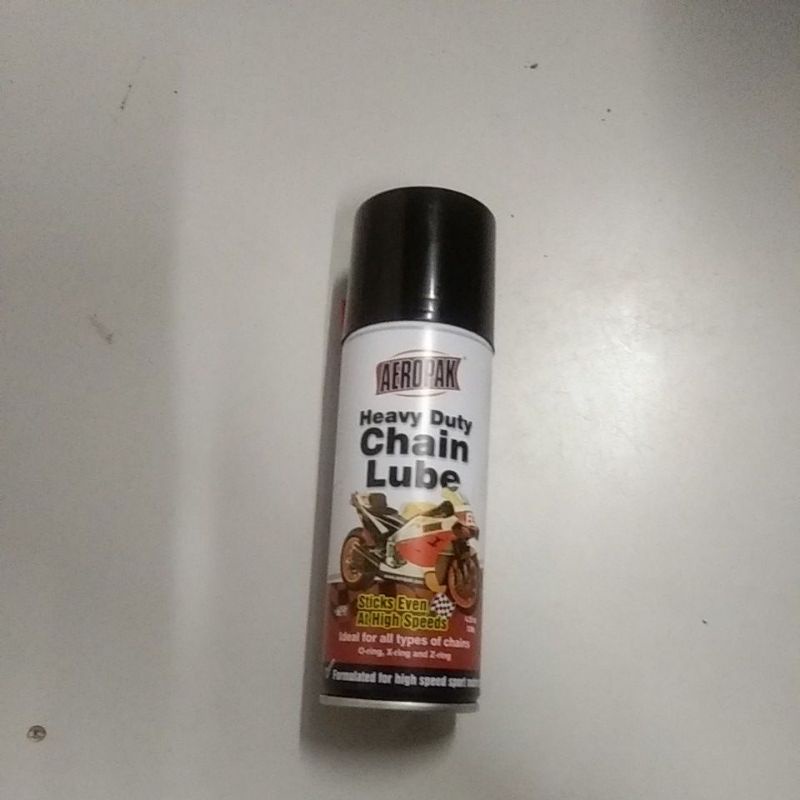 AEROPAK
Heavy Duty
Chain
Lube
Sticks Even
At High Speeds
Ideal for all types of chains
O-ring, X-ring and Z-ring
Formulated for high speed sport